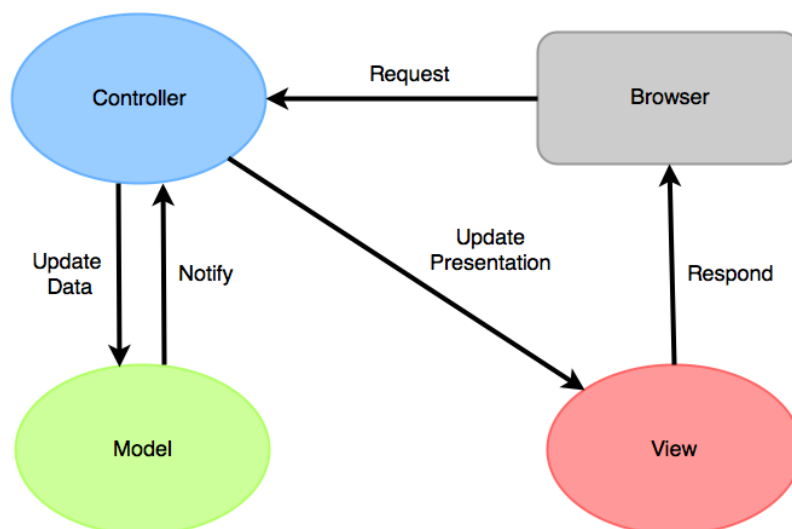 Request
Controller
Browser
Update
Presentation
Update
Data
Notify
Respond
Model
View